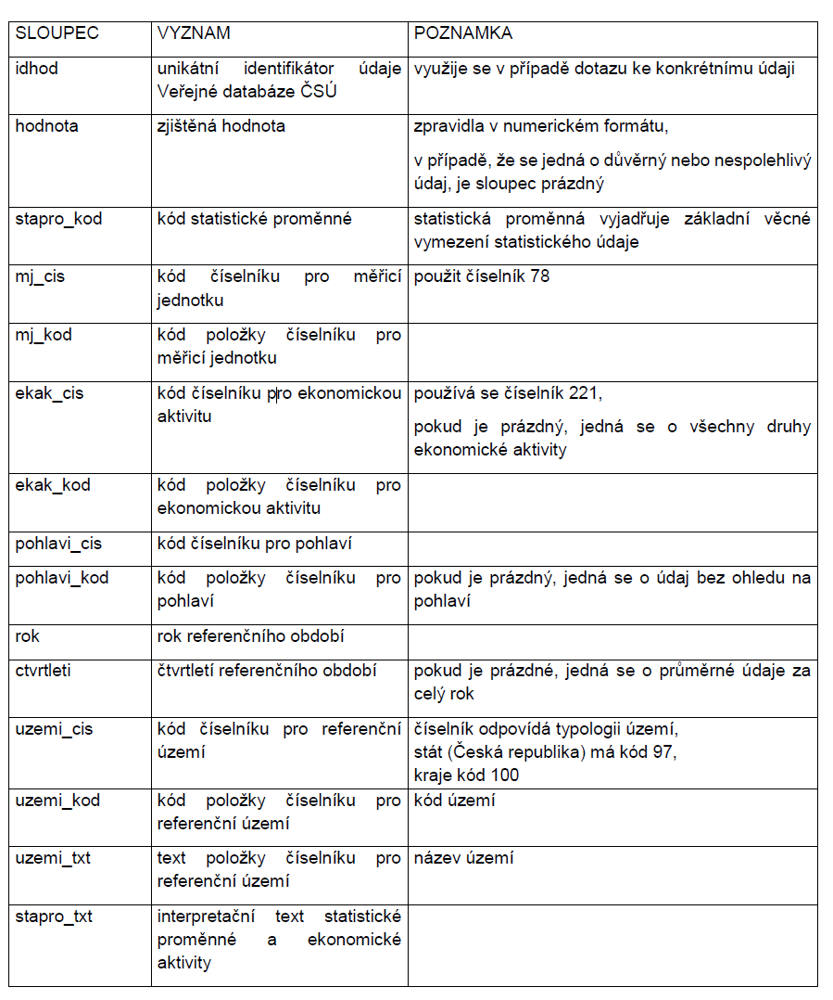 SLOUPEC VYZNAM POZNAMKA
idhod unikátní identifikátor údaje využije se v případě dotazu ke konkrétnímu údaji
Veřejné databáze ČSÚ
hodnota zjištěná hodnota zpravidla v numerickém formátu,
v případě, že se jedná o důvěrný nebo nespolehlivý
údaj, je sloupec prázdný
stapro_kod kód statistické proměnné statistická proměnná vyjadřuje základní věcné
vymezení statistického údaje
mj_cis kód číselníku pro měřicí použit číselník 78
jednotku
mj_kod kód položky číselníku pro
měřicí jednotku
ekak_cis kód číselníku pro ekonomickou používá se číselník 221,
aktivitu
pokud je prázdný, jedná se o všechny druhy
ekonomické aktivity
ekak_kod kód položky číselníku pro
ekonomickou aktivitu
pohlavi_cis kód číselníku pro pohlaví
pohlavi_kod kód položky číselníku pro pokud je prázdný, jedná se o údaj bez ohledu na
pohlaví pohlaví
rok rok referenčního období
ctvrtleti čtvrtletí referenčního období pokud je prázdné, jedná se o průměrné údaje za
celý rok
uzemi_cis kód číselníku pro referenční číselník odpovídá typologii území,
území stát (Česká republika) má kód 97,
kraje kód 100
uzemi_kod kód položky číselníku pro kód území
referenční území
uzemi_txt text položky číselníku pro název území
referenční území
stapro_txt interpretační text statistické
proměnné a ekonomické
aktivity